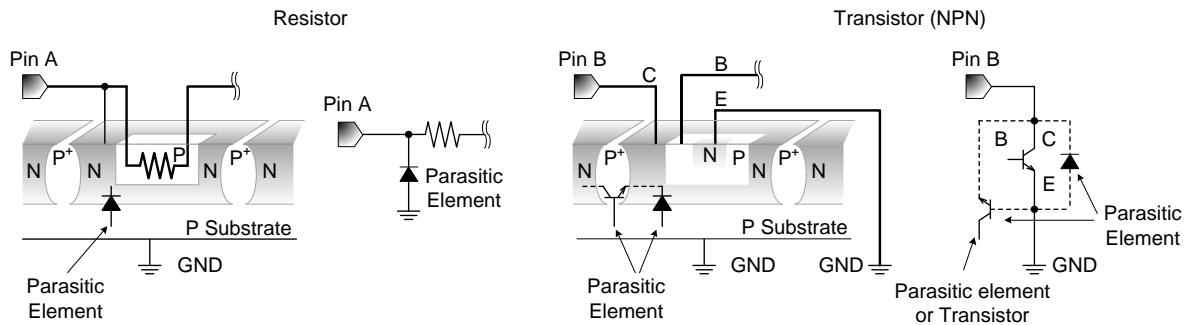 Resistor
Pin A
N
P+
N
P
N
P+
N
P Substrate
Parasitic
Element
GND
Pin A
Parasitic
Element
Transistor (NPN)
Pin B
C
B
E
N
P+
N
N
P
N
P+
N
P Substrate
Parasitic
Element
GND
GND
Pin B
B
C
E
Parasitic
Element
GND
Parasitic element
or Transistor